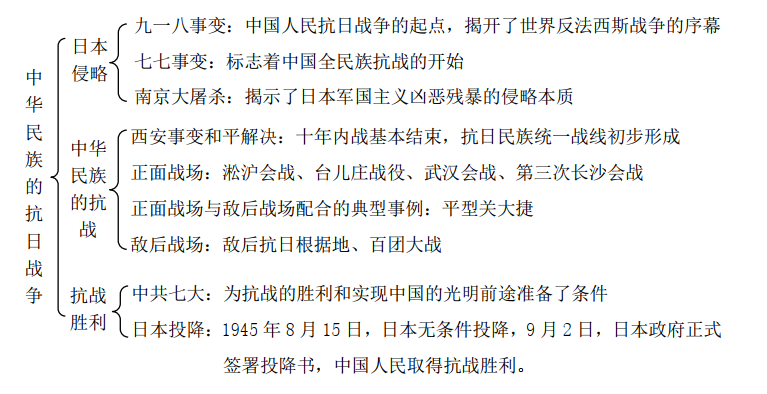 中华民族的抗日战争
日本侵略
九一八事变：中国人民抗日战争的起点，揭开了世界反法西斯战争的序幕
七七事变：标志着中国全民族抗战的开始
南京大屠杀：揭示了日本军国主义凶恶残暴的侵略本质
中华民族的抗战
西安事变和平解决：十年内战基本结束，抗日民族统一战线初步形成
正面战场：淞沪会战、台儿庄战役、武汉会战、第三次长沙会战
正面战场与敌后战场配合的典型事例：平型关大捷
敌后战场：敌后抗日根据地、百团大战
抗战胜利
中共七大：为抗战的胜利和实现中国的光明前途准备了条件
日本投降：1945年8月15日，日本无条件投降，9月2日，日本政府正式
签署投降书，中国人民取得抗战胜利。